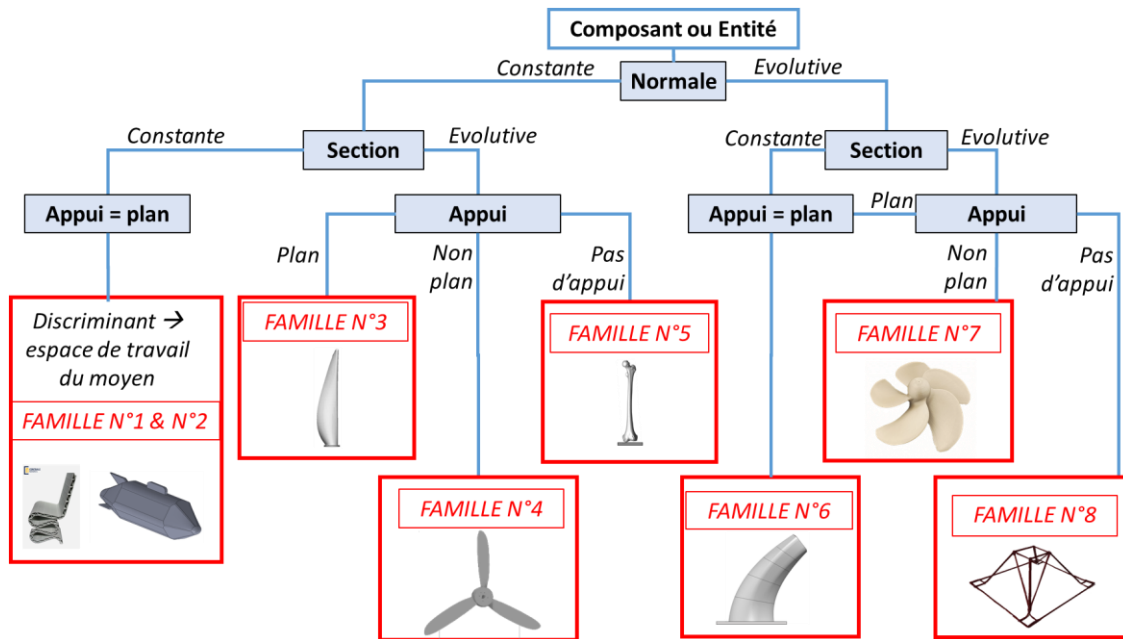 Composant ou Entité
Constante
Normale
Evolutive
Constante
Section
Evolutive
Constante
Section
Evolutive
Appui = plan
Appui
Appui = plan
Plan
Appui
Plan
Non
plan
Pas
d'appui
Non
plan
Pas
d'appui
Discriminant →
espace de travail
du moyen
FAMILLE N°1 & N°2
FAMILLE N°3
FAMILLE N°5
FAMILLE N°7
FAMILLE N°4
FAMILLE N°6
FAMILLE N°8